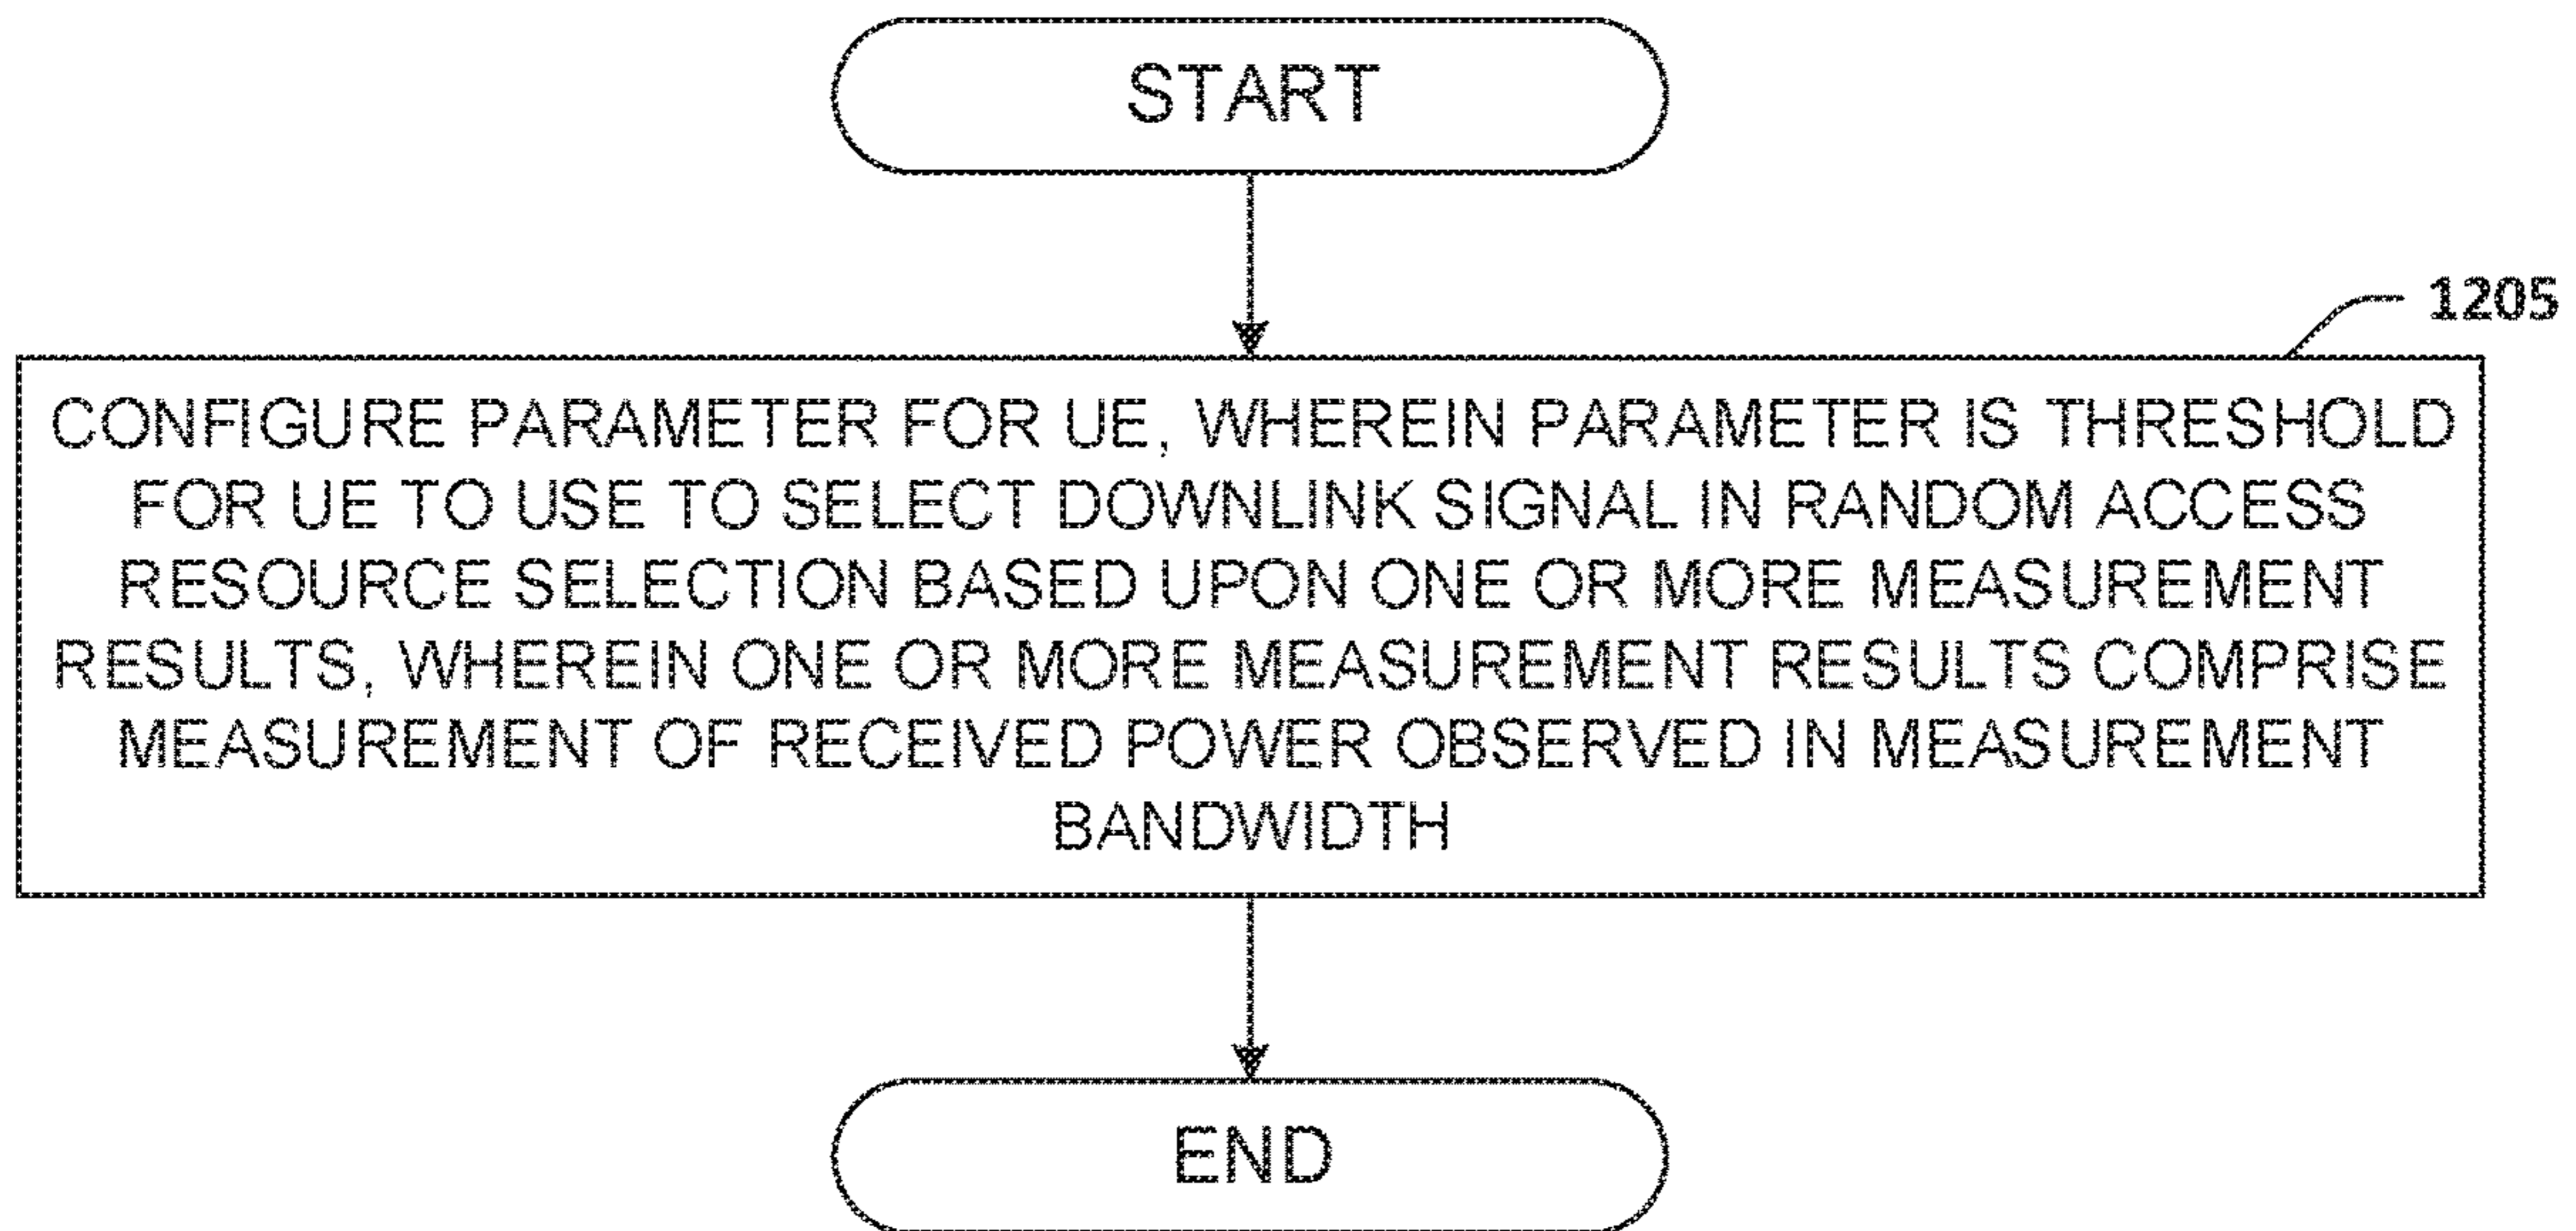 START
1205
CONFIGURE PARAMETER FOR UE, WHEREIN PARAMETER IS THRESHOLD
FOR UE TO USE TO SELECT DOWNLINK SIGNAL IN RANDOM ACCESS
RESOURCE SELECTION BASED UPON ONE OR MORE MEASUREMENT
RESULTS, WHEREIN ONE OR MORE MEASUREMENT RESULTS COMPRISE
MEASUREMENT OF RECEIVED POWER OBSERVED IN MEASUREMENT
BANDWIDTH
END